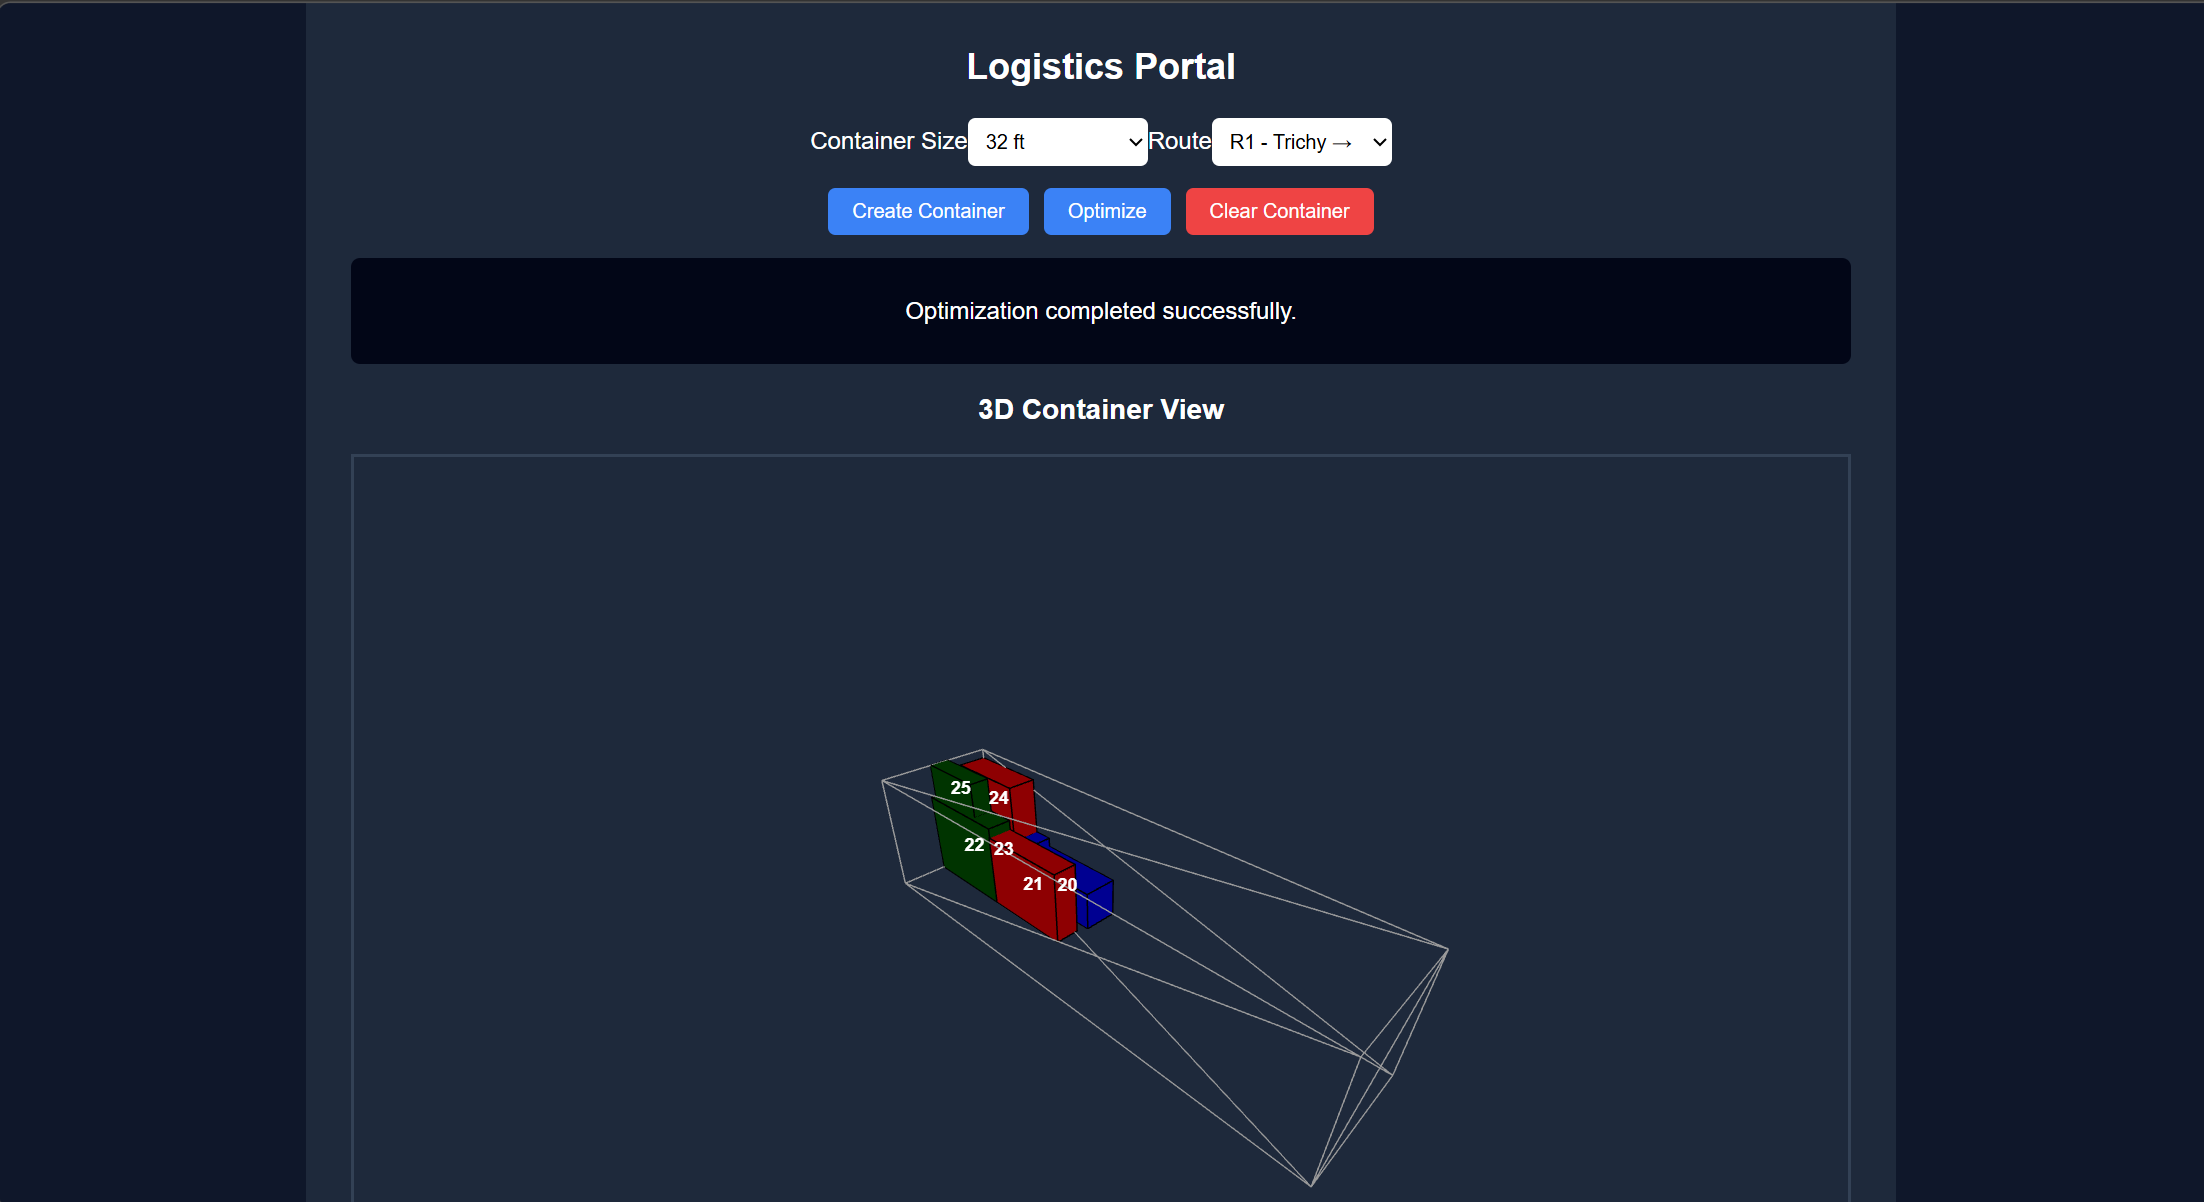 Logistics Portal
Container Size 32 ft Route R1 - Trichy →
Create Container Optimize Clear Container
Optimization completed successfully.
3D Container View
25
24
22
23
21
20